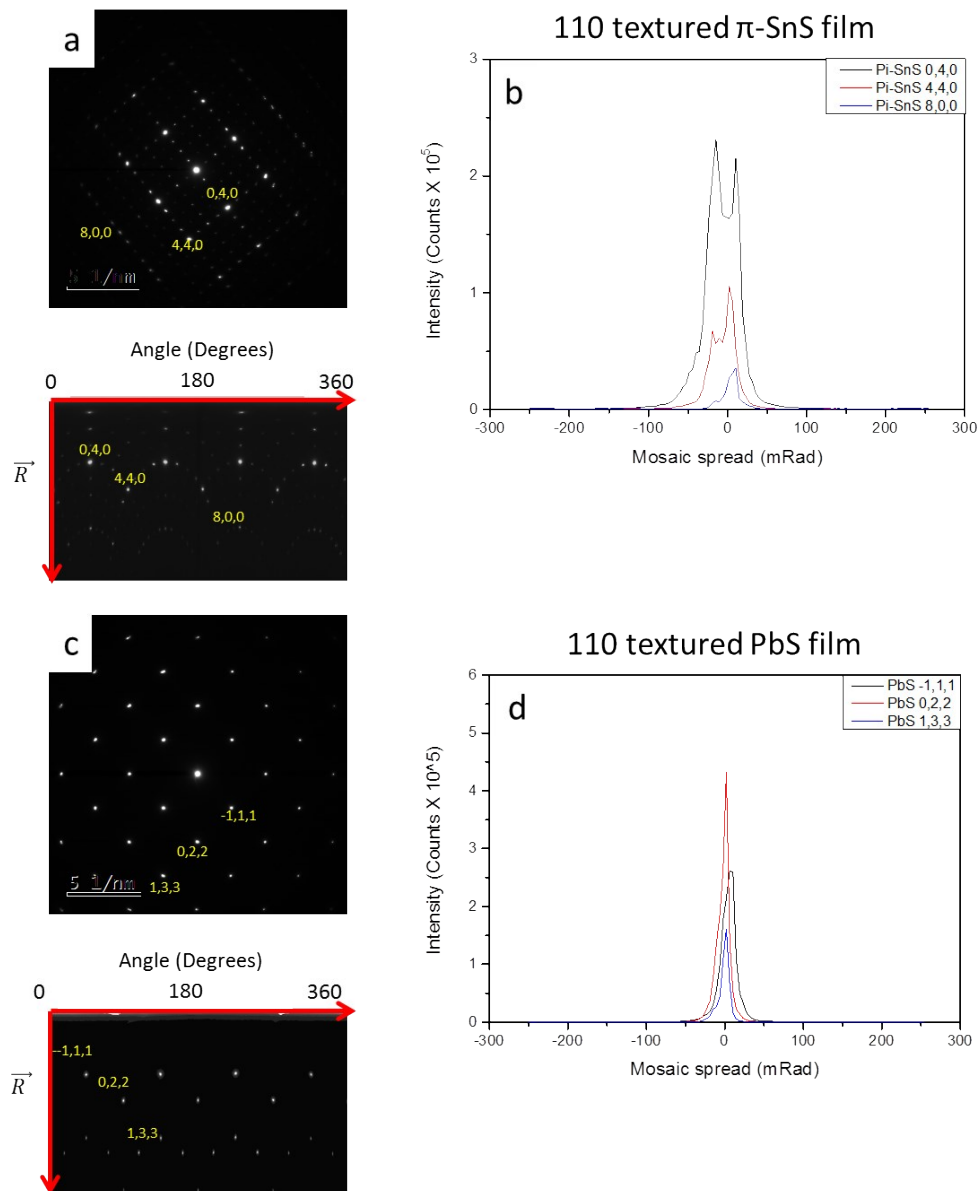 a
0,4,0
8,0,0
4,4,0
5 1/nm
110 textured π-SnS film
b
Pi-SnS 0,4,0
Pi-SnS 4,4,0
Pi-SnS 8,0,0
Intensity (Counts X 10⁵)
3
2
1
0
-300 -200 -100 0 100 200 300
Mosaic spread (mRad)
Angle (Degrees)
0 180 360
R
0,4,0
4,4,0
8,0,0
c
-1,1,1
0,2,2
1,3,3
5 1/nm
110 textured PbS film
d
PbS -1,1,1
PbS 0,2,2
PbS 1,3,3
Intensity (Counts X 10^5)
6
5
4
3
2
1
0
-300 -200 -100 0 100 200 300
Mosaic spread (mRad)
Angle (Degrees)
0 180 360
R
--1,1,1
0,2,2
1,3,3